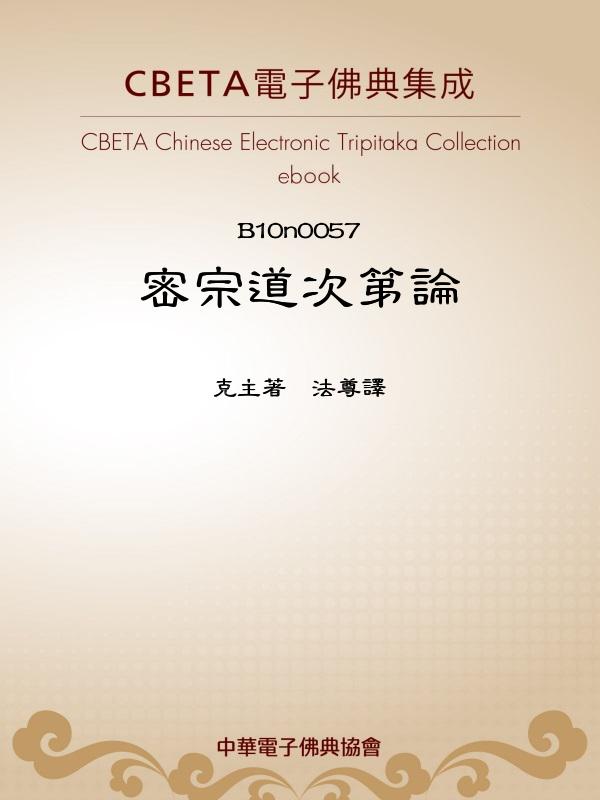 CBETA電子佛典集成
CBETA Chinese Electronic Tripitaka Collection
ebook
B10n0057
密宗道次第論
克主著　法尊譯
中華電子佛典協會